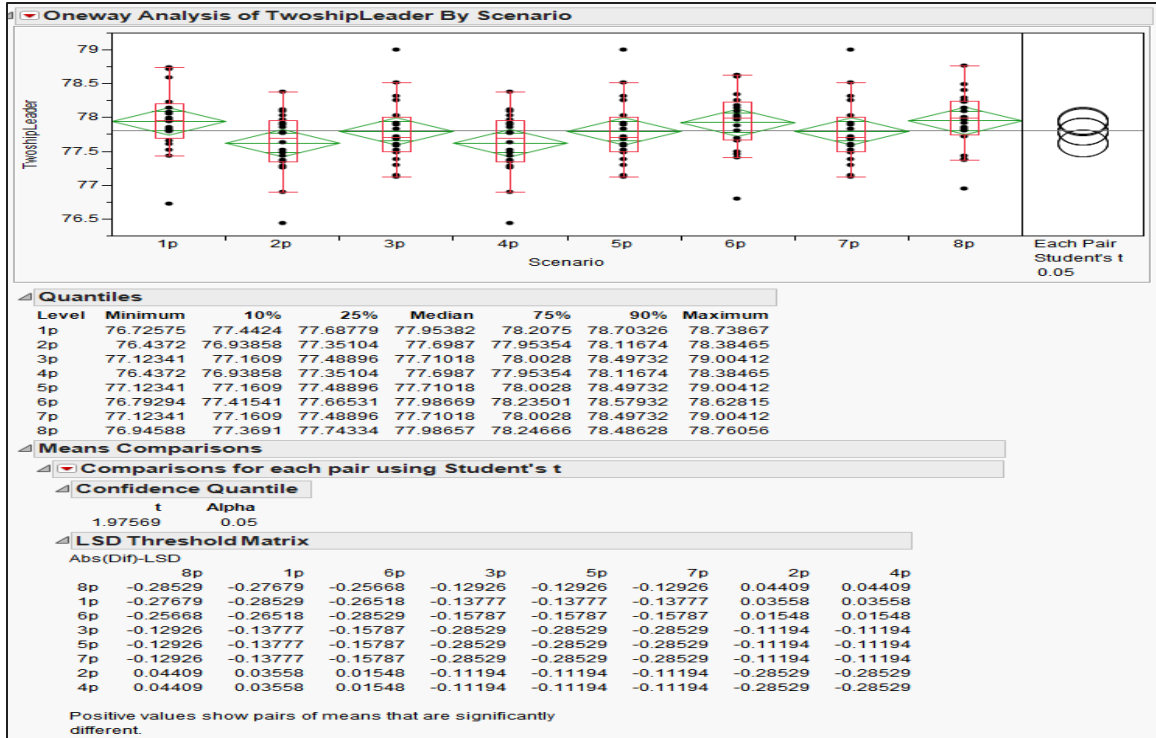 Oneway Analysis of TwoshipLeader By Scenario
79
78.5
78
77.5
77
76.5
TwoshipLeader
1p 2p 3p 4p 5p 6p 7p 8p
Scenario
Each Pair
Student's t
0.05
Quantiles
Level Minimum 10% 25% Median 75% 90% Maximum
1p 76.72575 77.4424 77.68779 77.95382 78.2075 78.70326 78.73867
2p 76.4372 76.93858 77.35104 77.6987 77.95354 78.11674 78.38465
3p 77.12341 77.1609 77.48896 77.71018 78.0028 78.49732 79.00412
4p 76.4372 76.93858 77.35104 77.6987 77.95354 78.11674 78.38465
5p 77.12341 77.1609 77.48896 77.71018 78.0028 78.49732 79.00412
6p 76.79294 77.41541 77.66531 77.98669 78.23501 78.57932 78.62815
7p 77.12341 77.1609 77.48896 77.71018 78.0028 78.49732 79.00412
8p 76.94588 77.3691 77.74334 77.98657 78.24666 78.48628 78.76056
Means Comparisons
Comparisons for each pair using Student's t
Confidence Quantile
t Alpha
1.97569 0.05
LSD Threshold Matrix
Abs(Dif)-LSD
8p 1p 6p 3p 5p 7p 2p 4p
8p -0.28529 -0.27679 -0.25668 -0.12926 -0.12926 -0.12926 0.04409 0.04409
1p -0.27679 -0.28529 -0.26518 -0.13777 -0.13777 -0.13777 0.03558 0.03558
6p -0.25668 -0.26518 -0.28529 -0.15787 -0.15787 -0.15787 0.01548 0.01548
3p -0.12926 -0.13777 -0.15787 -0.28529 -0.28529 -0.28529 -0.11194 -0.11194
5p -0.12926 -0.13777 -0.15787 -0.28529 -0.28529 -0.28529 -0.11194 -0.11194
7p -0.12926 -0.13777 -0.15787 -0.28529 -0.28529 -0.28529 -0.11194 -0.11194
2p 0.04409 0.03558 0.01548 -0.11194 -0.11194 -0.11194 -0.28529 -0.28529
4p 0.04409 0.03558 0.01548 -0.11194 -0.11194 -0.11194 -0.28529 -0.28529
Positive values show pairs of means that are significantly
different.